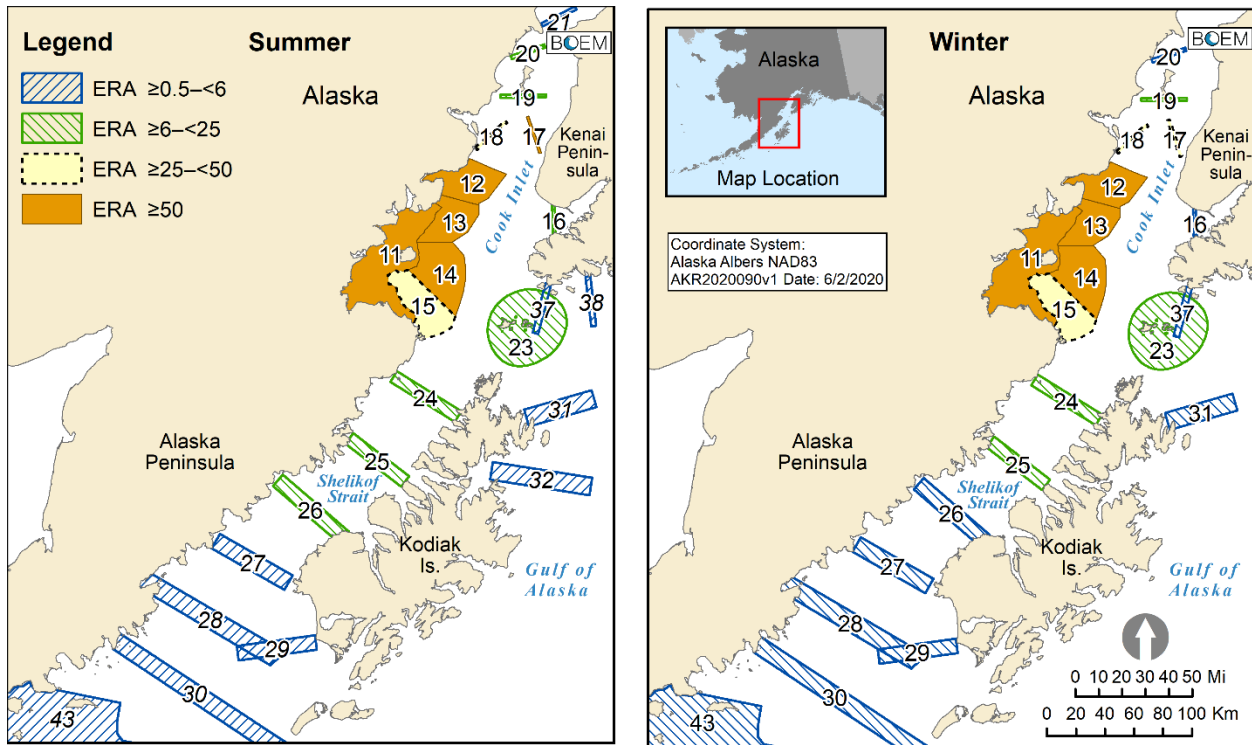 Legend
Summer
BOEM
ERA ≥0.5–<6
ERA ≥6–<25
ERA ≥25–<50
ERA ≥50
Alaska
21
20
19
18
17
Kenai
Penin-
sula
12
13
Cook Inlet
16
11
14
15
37
38
23
24
31
Alaska
Peninsula
25
32
Shelikof
Strait
26
27
Kodiak
Is.
Gulf of
Alaska
28
29
30
43
Winter
BOEM
Alaska
Map Location
Coordinate System:
Alaska Albers NAD83
AKR2020090v1 Date: 6/2/2020
20
19
18
17
Kenai
Penin-
sula
12
13
Cook Inlet
16
11
14
15
37
23
24
31
Alaska
Peninsula
25
Shelikof
Strait
26
27
Kodiak
Is.
Gulf of
Alaska
28
29
30
43
0 10 20 30 40 50 Mi
0 20 40 60 80 100 Km